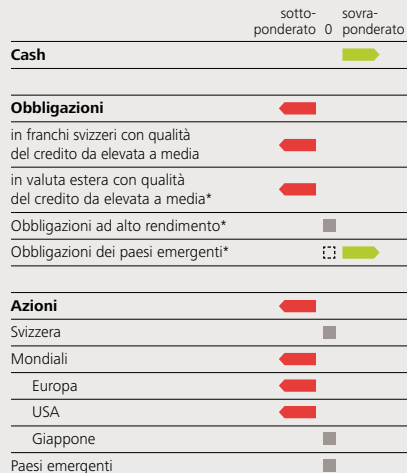 sotto- sovra-
ponderato 0 ponderato
Cash
Obbligazioni
in franchi svizzeri con qualità
del credito da elevata a media
in valuta estera con qualità
del credito da elevata a media*
Obbligazioni ad alto rendimento*
Obbligazioni dei paesi emergenti*
Azioni
Svizzera
Mondiali
Europa
USA
Giappone
Paesi emergenti